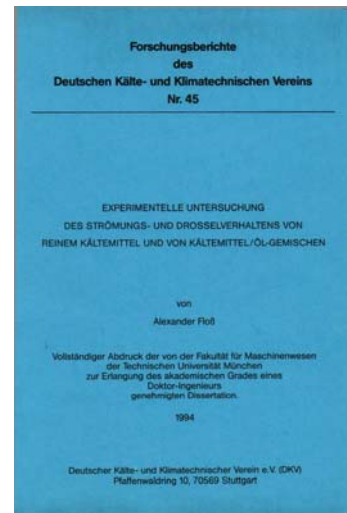 Forschungsberichte
des
Deutschen Kälte- und Klimatechnischen Vereins
Nr. 45
EXPERIMENTELLE UNTERSUCHUNG
DES STRÖMUNGS- UND DROSSELVERHALTENS VON
REINEM KÄLTEMITTEL UND VON KÄLTEMITTEL/ÖL-GEMISCHEN
von
Alexander Floß
Vollständiger Abdruck der von der Fakultät für Maschinenwesen
der Technischen Universität München
zur Erlangung des akademischen Grades eines
Doktor-Ingenieurs
genehmigten Dissertation.
1994
Deutscher Kälte- und Klimatechnischer Verein e.V. (DKV)
Pfaffenwaldring 10, 70569 Stuttgart